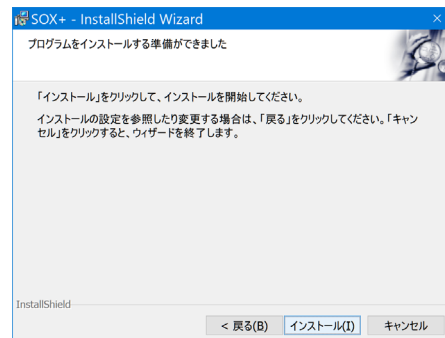 SOX+ - InstallShield Wizard
プログラムをインストールする準備ができました
「インストール」をクリックして、インストールを開始してください。
インストールの設定を参照したり変更する場合は、「戻る」をクリックしてください。「キャン
セル」をクリックすると、ウィザードを終了します。
InstallShield
< 戻る(B)
インストール(I)
キャンセル